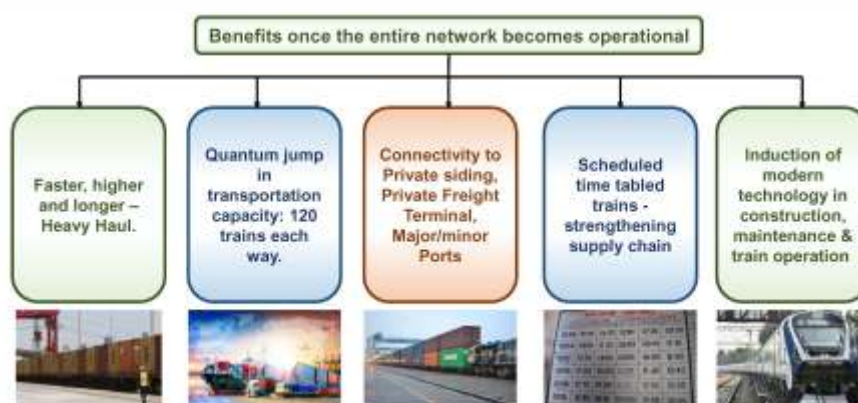 Benefits once the entire network becomes operational
Faster, higher
and longer –
Heavy Haul.
Quantum jump
in
transportation
capacity: 120
trains each
way.
Connectivity to
Private siding,
Private Freight
Terminal,
Major/minor
Ports
Scheduled
time tabled
trains -
strengthening
supply chain
Induction of
modern
technology in
construction,
maintenance &
train operation